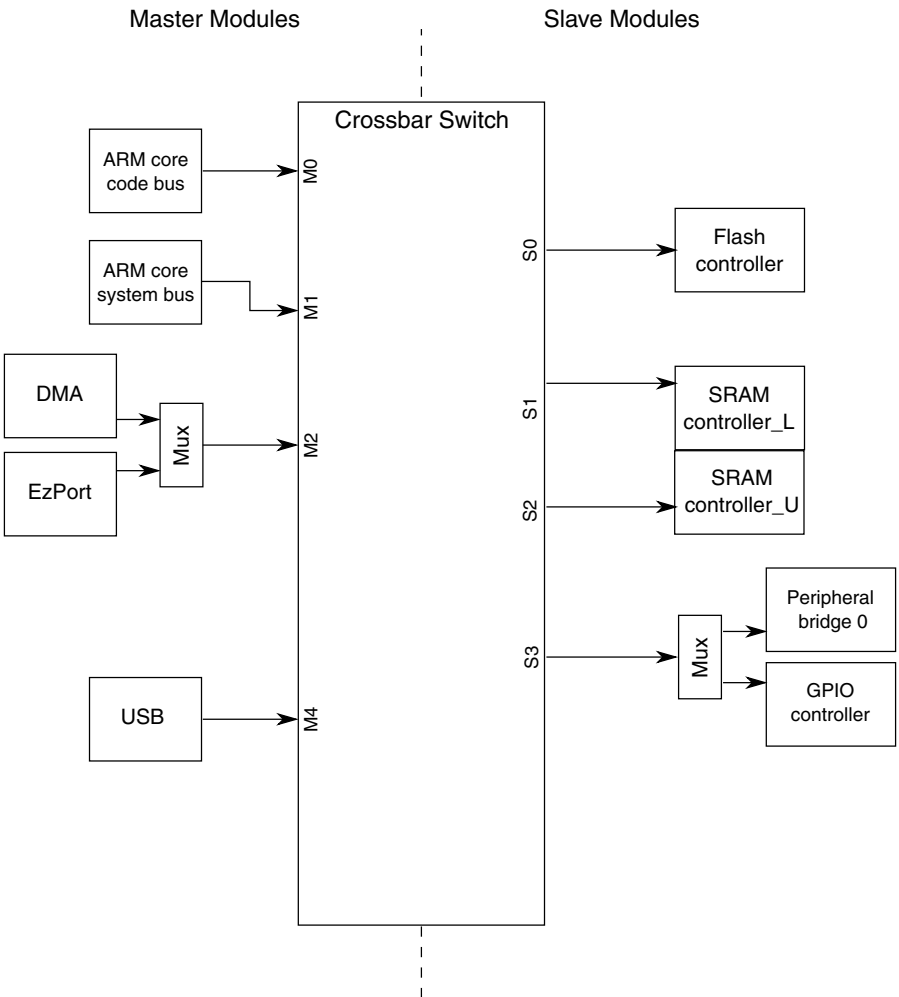 Master Modules
Slave Modules
Crossbar Switch
ARM core
code bus
M0
ARM core
system bus
M1
DMA
EzPort
Mux
M2
USB
M4
S0
Flash
controller
S1
SRAM
controller_L
S2
SRAM
controller_U
S3
Mux
Peripheral
bridge 0
GPIO
controller